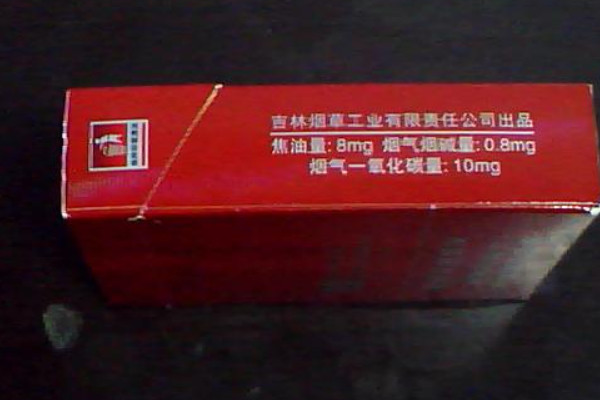 吉林烟草工业有限责任公司出品
焦油量:8mg 烟气烟碱量:0.8mg
烟气一氧化碳量:10mg